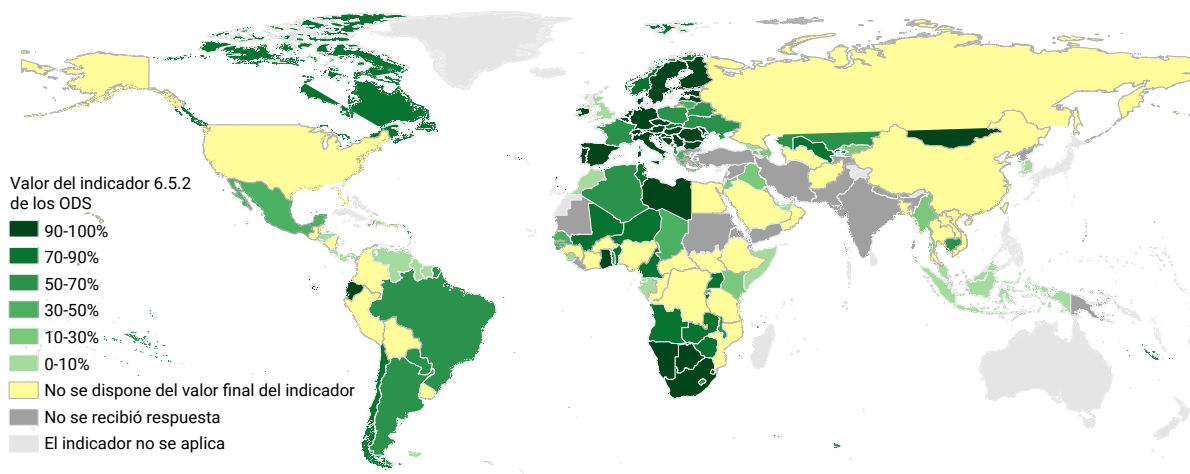 Valor del indicador 6.5.2
de los ODS
90-100%
70-90%
50-70%
30-50%
10-30%
0-10%
No se dispone del valor final del indicador
No se recibió respuesta
El indicador no se aplica